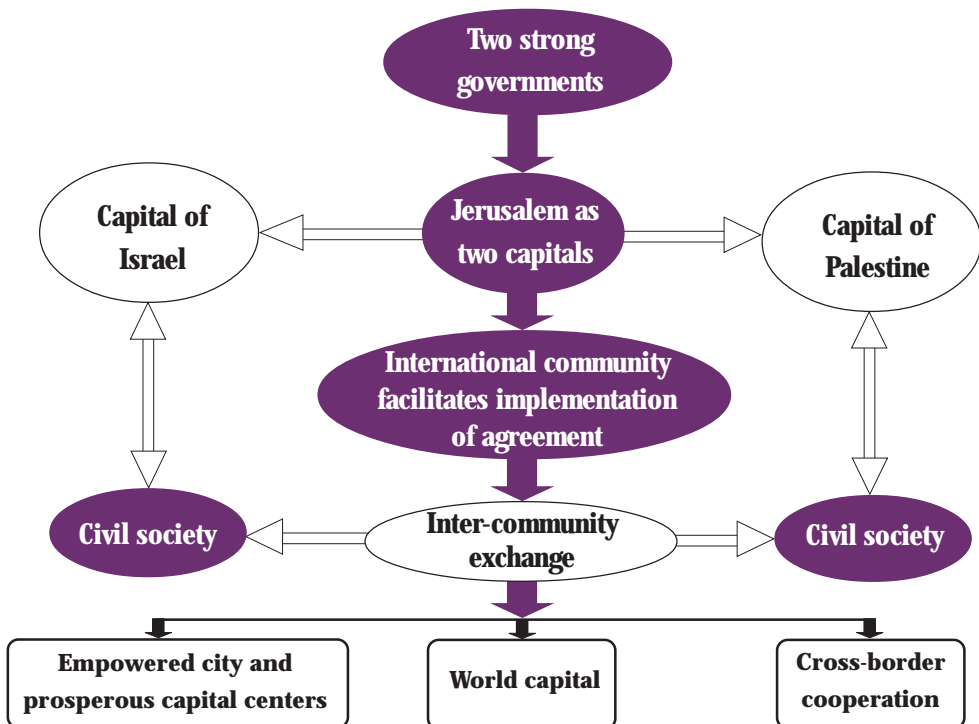 Two strong
governments
Capital of
Israel
Jerusalem as
two capitals
Capital of
Palestine
International community
facilitates implementation
of agreement
Civil society
Inter-community
exchange
Civil society
Empowered city and
prosperous capital centers
World capital
Cross-border
cooperation